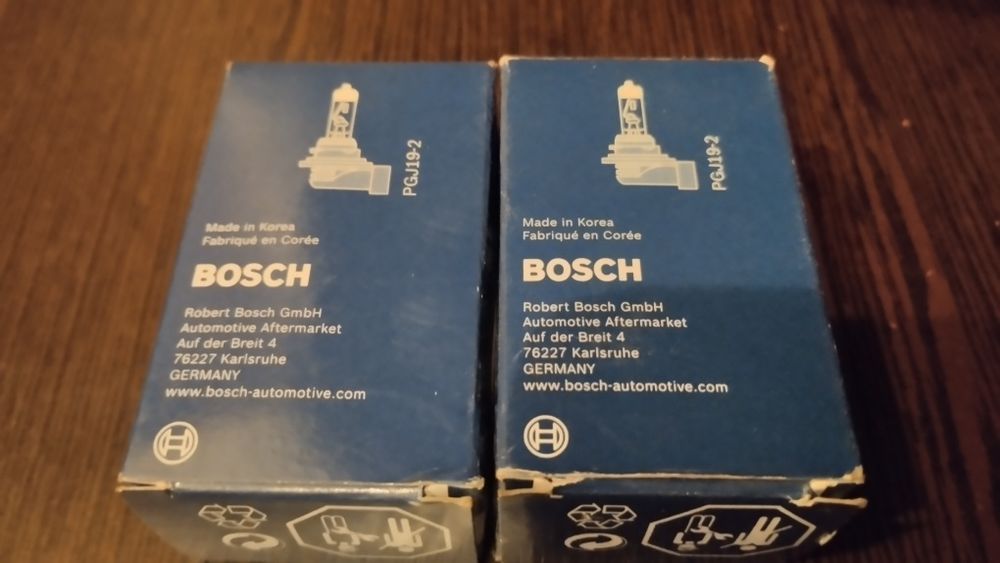 PGJ19-2
Made in Korea
Fabriqué en Corée
BOSCH
Robert Bosch GmbH
Automotive Aftermarket
Auf der Breit 4
76227 Karlsruhe
GERMANY
www.bosch-automotive.com
PGJ19-2
Made in Korea
Fabriqué en Corée
BOSCH
Robert Bosch GmbH
Automotive Aftermarket
Auf der Breit 4
76227 Karlsruhe
GERMANY
www.bosch-automotive.com